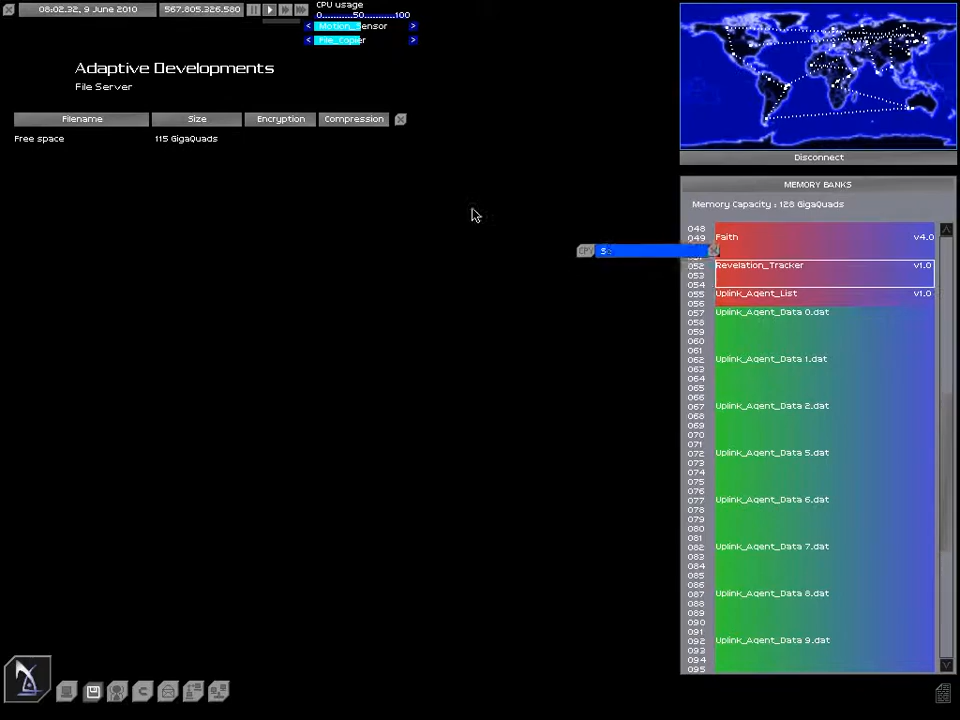 08:02.32, 9 June 2010
567.805.326.580
CPU usage
0..........50..........100
Motion_Sensor
File_Copier
Adaptive Developments
File Server
Filename Size Encryption Compression
Free space 115 GigaQuads
Disconnect
MEMORY BANKS
Memory Capacity : 128 GigaQuads
048
049 Faith v4.0
CPY
052 Revelation_Tracker v1.0
053
054
055 Uplink_Agent_List v1.0
056
057 Uplink_Agent_Data 0.dat
058
059
060
061
062 Uplink_Agent_Data 1.dat
063
064
065
066
067 Uplink_Agent_Data 2.dat
068
069
070
071
072 Uplink_Agent_Data 5.dat
073
074
075
076
077 Uplink_Agent_Data 6.dat
078
079
080
081
082 Uplink_Agent_Data 7.dat
083
084
085
086
087 Uplink_Agent_Data 8.dat
088
089
090
091
092 Uplink_Agent_Data 9.dat
093
094
095